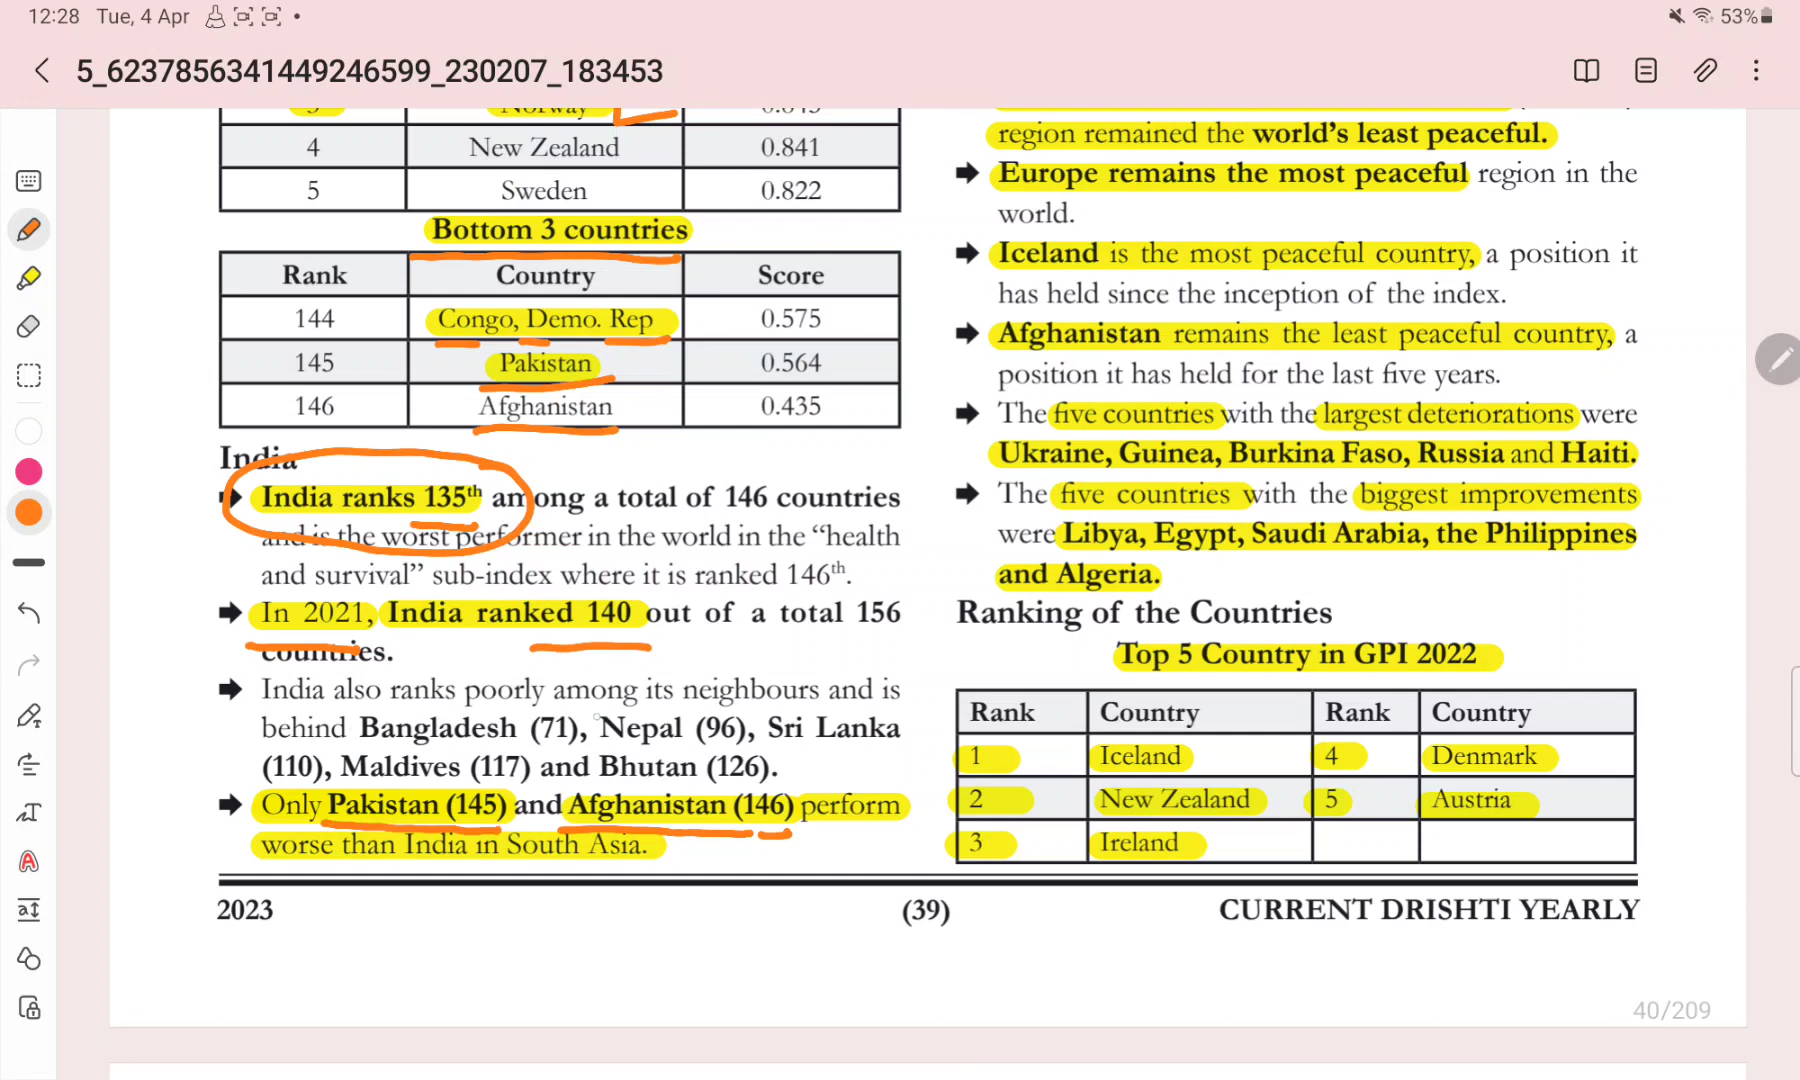 12:28 Tue, 4 Apr
53%
5_6237856341449246599_230207_183453
Norway
4 New Zealand 0.841
5 Sweden 0.822
Bottom 3 countries
Rank Country Score
144 Congo, Demo. Rep 0.575
145 Pakistan 0.564
146 Afghanistan 0.435
India
India ranks 135th among a total of 146 countries
and is the worst performer in the world in the “health
and survival” sub-index where it is ranked 146th.
In 2021, India ranked 140 out of a total 156
countries.
India also ranks poorly among its neighbours and is
behind Bangladesh (71), Nepal (96), Sri Lanka
(110), Maldives (117) and Bhutan (126).
Only Pakistan (145) and Afghanistan (146) perform
worse than India in South Asia.
region remained the world’s least peaceful.
Europe remains the most peaceful region in the
world.
Iceland is the most peaceful country, a position it
has held since the inception of the index.
Afghanistan remains the least peaceful country, a
position it has held for the last five years.
The five countries with the largest deteriorations were
Ukraine, Guinea, Burkina Faso, Russia and Haiti.
The five countries with the biggest improvements
were Libya, Egypt, Saudi Arabia, the Philippines
and Algeria.
Ranking of the Countries
Top 5 Country in GPI 2022
Rank Country Rank Country
1 Iceland 4 Denmark
2 New Zealand 5 Austria
3 Ireland
2023 (39) CURRENT DRISHTI YEARLY
40/209